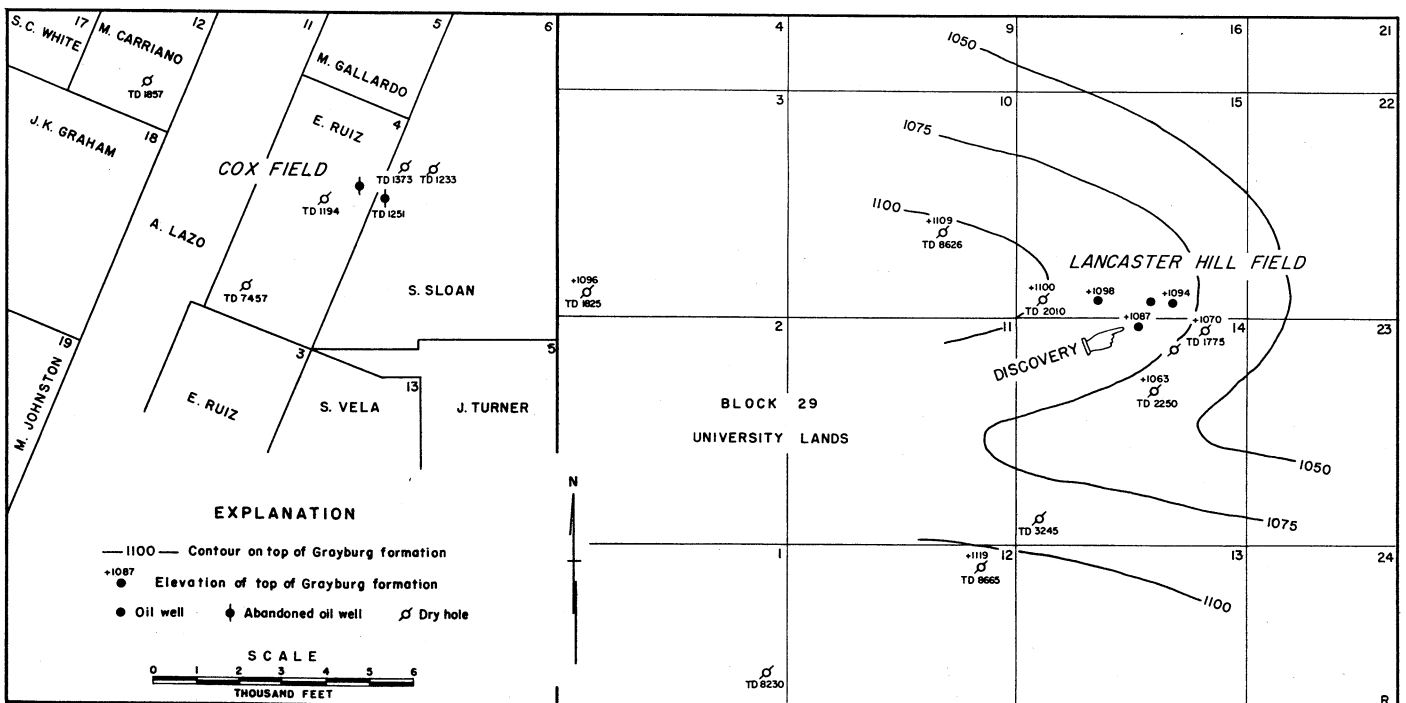 17
12
11
5
6
4
9
16
21
S. C. WHITE
M. CARRIANO
TD 1857
M. GALLARDO
1050
3
10
15
22
J. K. GRAHAM
18
E. RUIZ
4
1075
COX FIELD
TD 1373
TD 1233
TD 1194
TD 1251
1100
+1109
TD 8626
A. LAZO
LANCASTER HILL FIELD
TD 7457
S. SLOAN
+1096
TD 1825
+1100
TD 2010
+1098
+1094
+1087
+1070
TD 1775
2
11
14
23
19
3
5
DISCOVERY
M. JOHNSTON
E. RUIZ
13
S. VELA
J. TURNER
+1063
TD 2250
BLOCK 29
UNIVERSITY LANDS
1050
N
1075
TD 3245
EXPLANATION
1100 Contour on top of Grayburg formation
+1087 Elevation of top of Grayburg formation
Oil well Abandoned oil well Dry hole
1
12
13
24
+1119
TD 8665
1100
SCALE
0 1 2 3 4 5 6
THOUSAND FEET
TD 8230
R